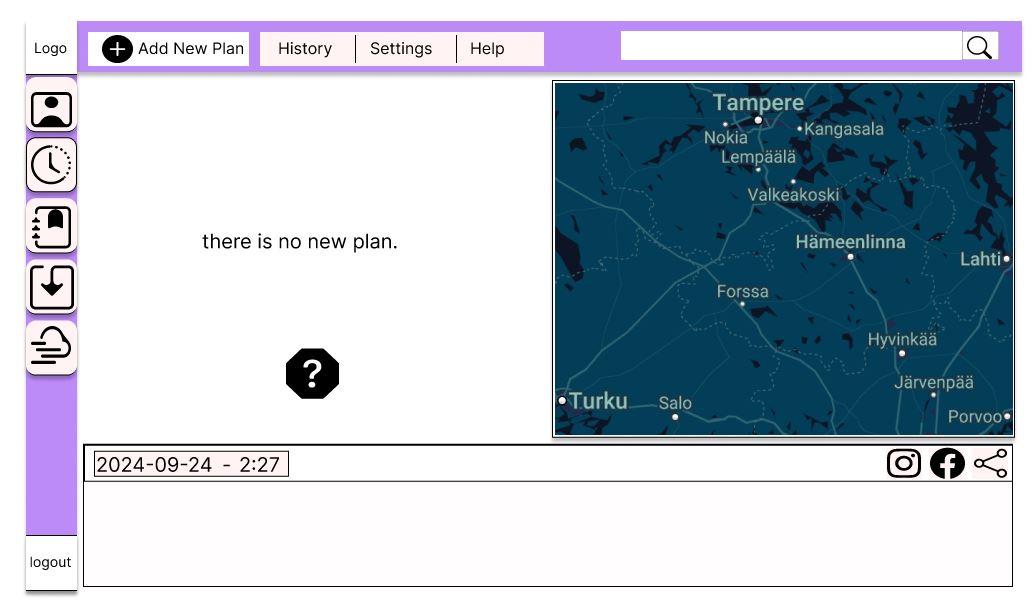 Logo
Add New Plan
History
Settings
Help
there is no new plan.
?
Tampere
Nokia
Kangasala
Lempäälä
Valkeakoski
Hämeenlinna
Lahti
Forssa
Hyvinkää
Järvenpää
Turku
Salo
Porvoo
2024-09-24 - 2:27
logout